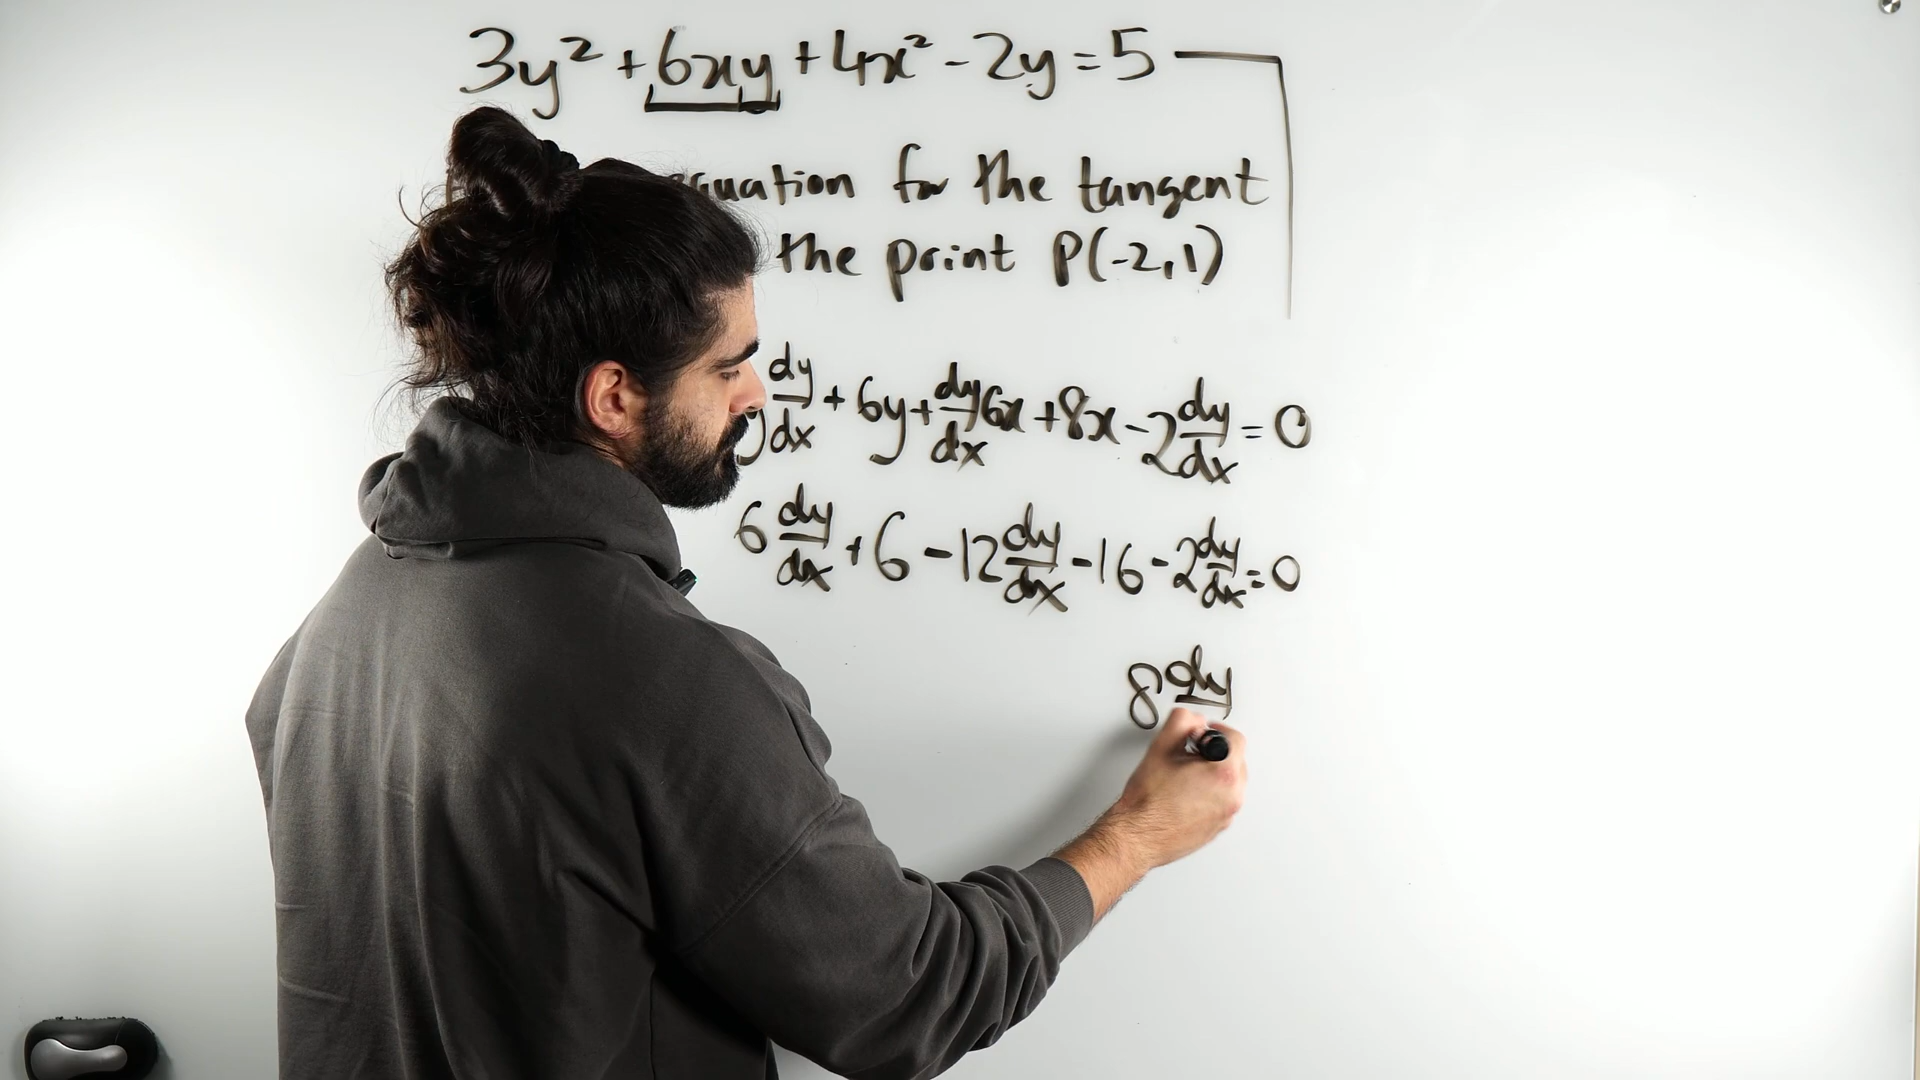 3y² + 6xy + 4x² - 2y = 5
equation for the tangent
the point P(-2,1)
y dy/dx + 6y + dy/dx 6x + 8x - 2 dy/dx = 0
6 dy/dx + 6 - 12 dy/dx - 16 - 2 dy/dx = 0
8 dy